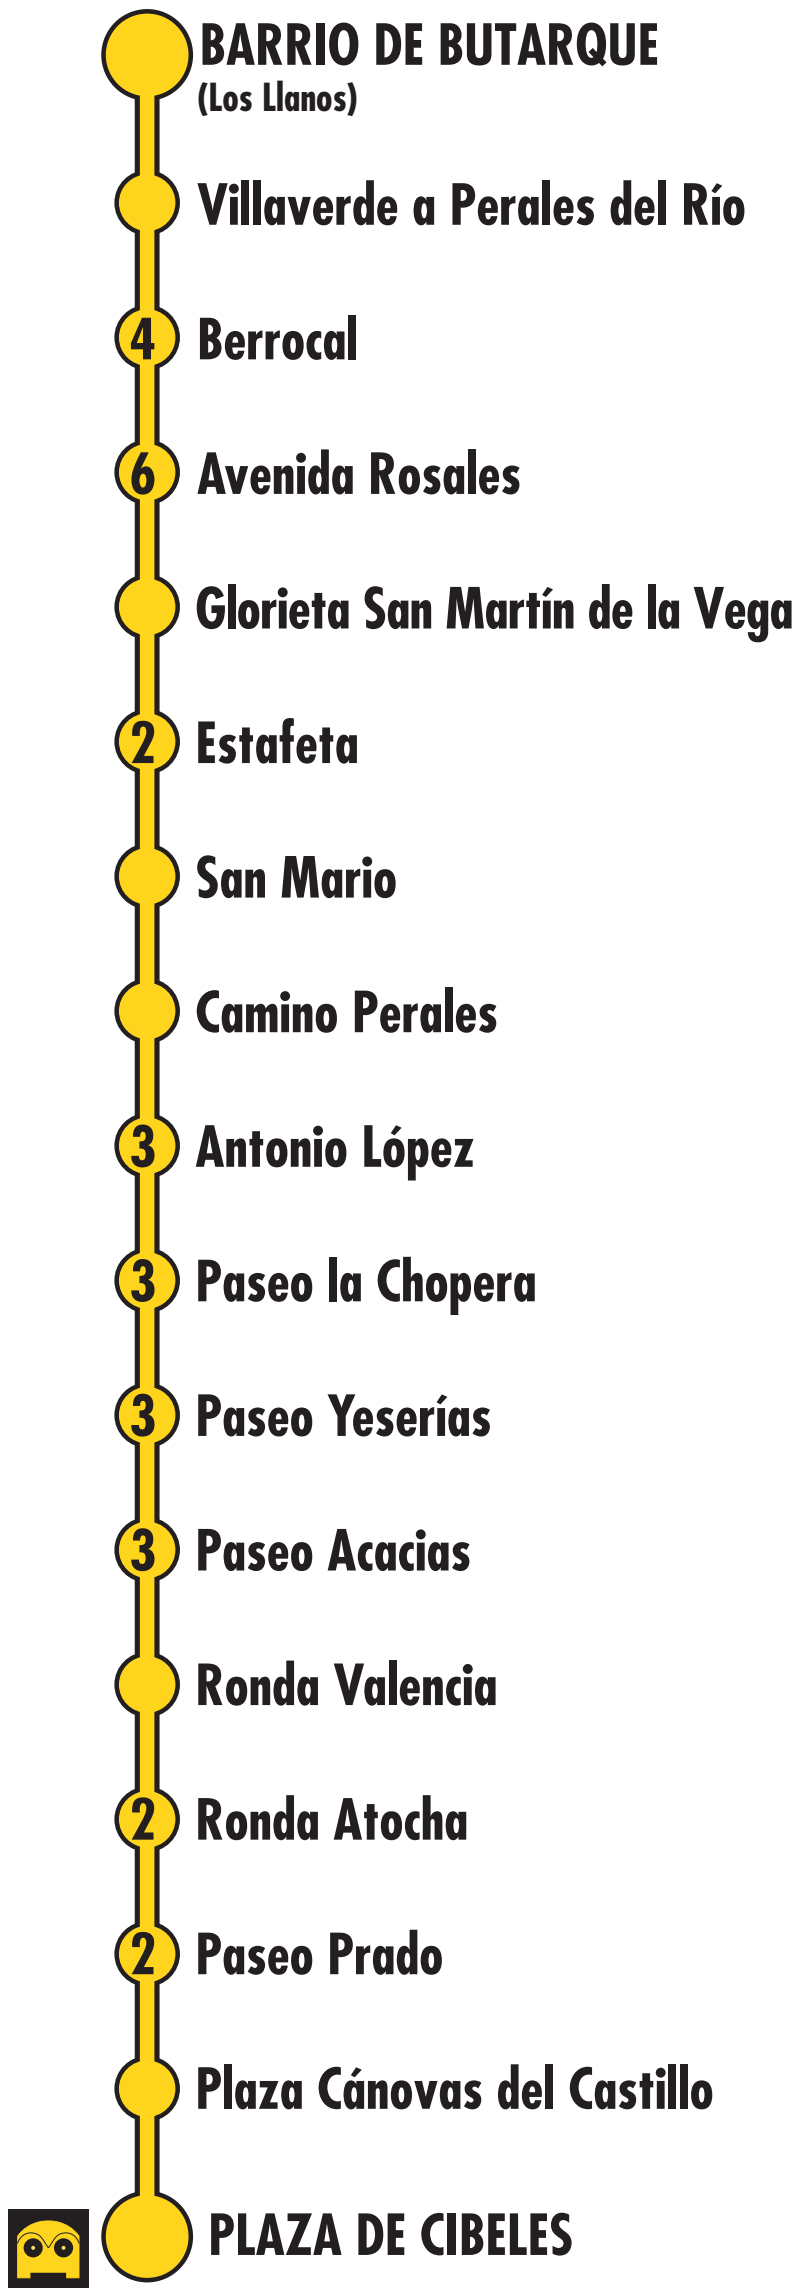 BARRIO DE BUTARQUE
(Los Llanos)
Villaverde a Perales del Río
4 Berrocal
6 Avenida Rosales
Glorieta San Martín de la Vega
2 Estafeta
San Mario
Camino Perales
3 Antonio López
3 Paseo la Chopera
3 Paseo Yeserías
3 Paseo Acacias
Ronda Valencia
2 Ronda Atocha
2 Paseo Prado
Plaza Cánovas del Castillo
PLAZA DE CIBELES